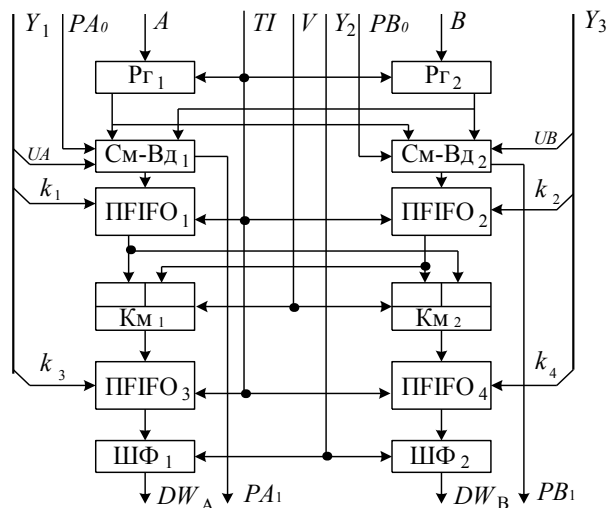 Y1 PA0 A TI V Y2 PB0 B Y3
Рг1 Рг2
UA См-Вд1 См-Вд2 UB
k1 ПFIFO1 ПFIFO2 k2
Км1 Км2
k3 ПFIFO3 ПFIFO4 k4
ШФ1 ШФ2
DWA PA1 DWB PB1